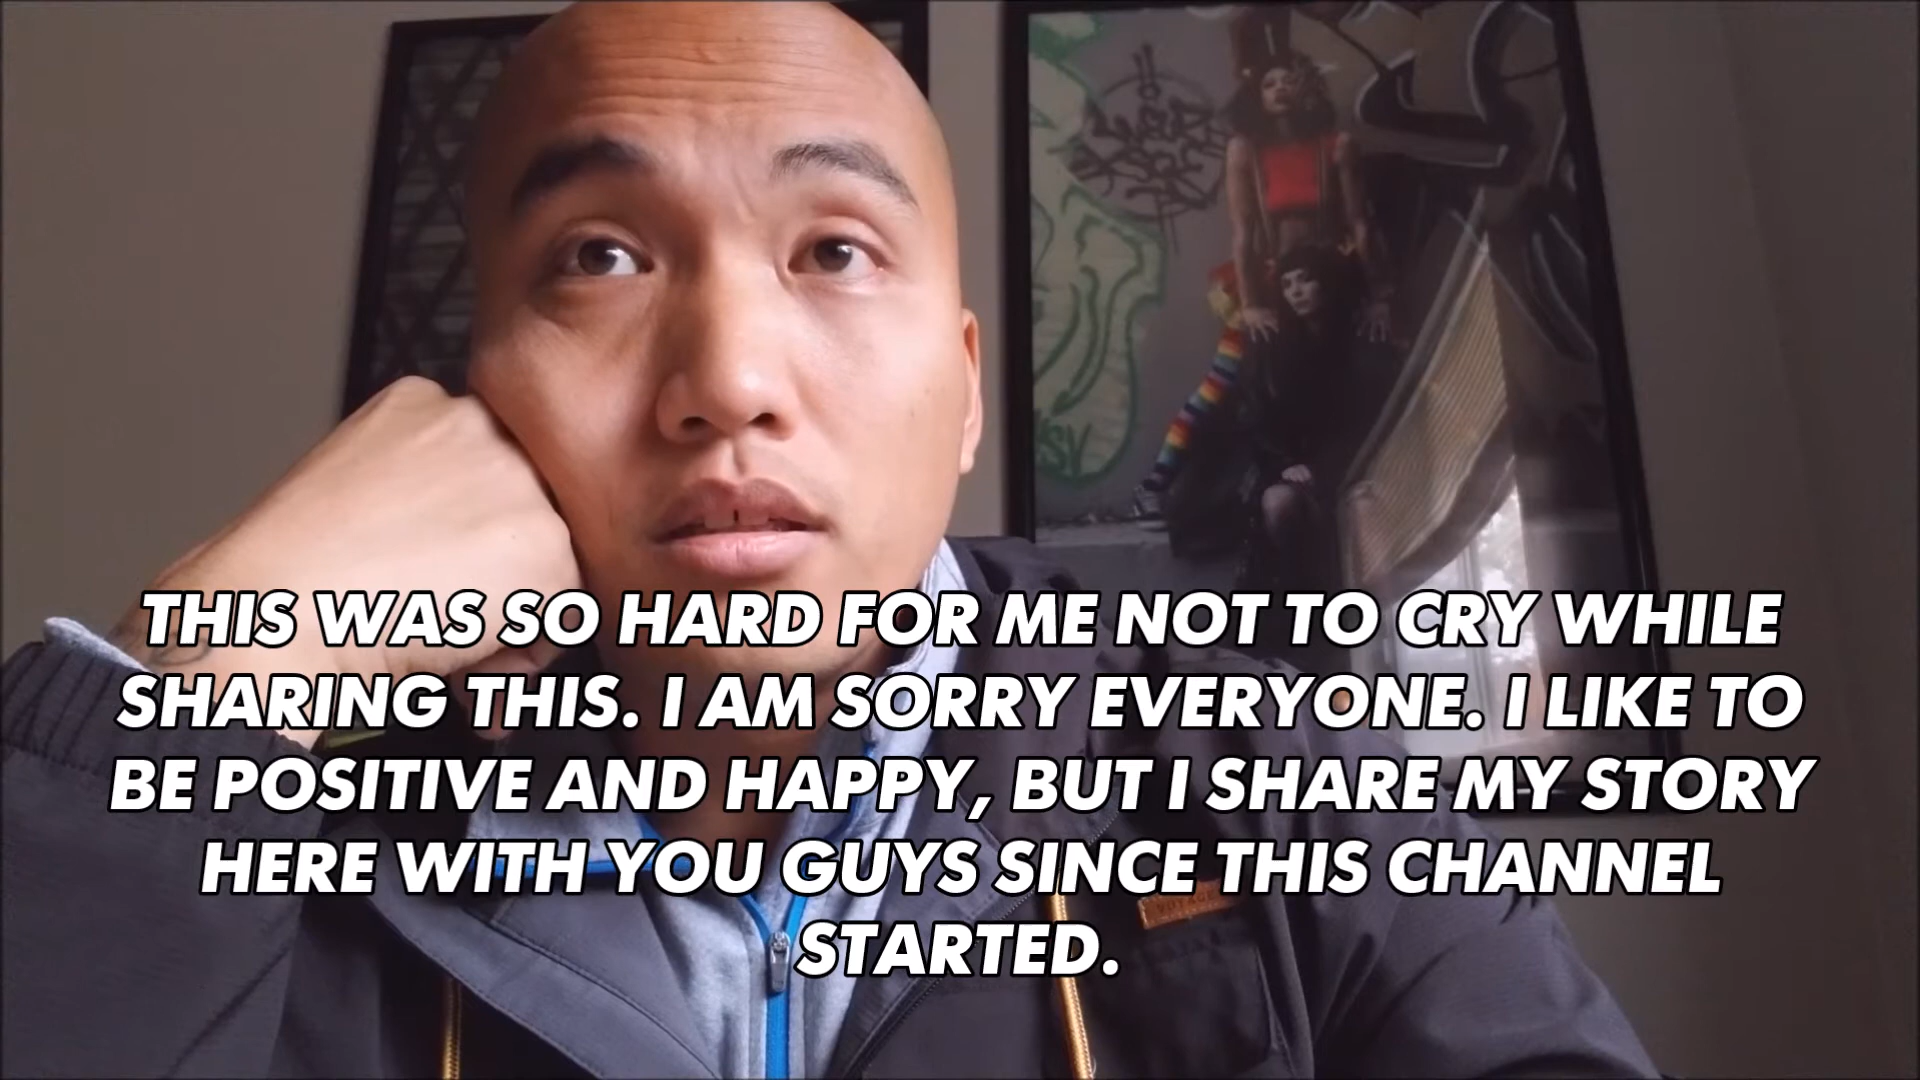 THIS WAS SO HARD FOR ME NOT TO CRY WHILE
SHARING THIS. I AM SORRY EVERYONE. I LIKE TO
BE POSITIVE AND HAPPY, BUT I SHARE MY STORY
HERE WITH YOU GUYS SINCE THIS CHANNEL
STARTED.